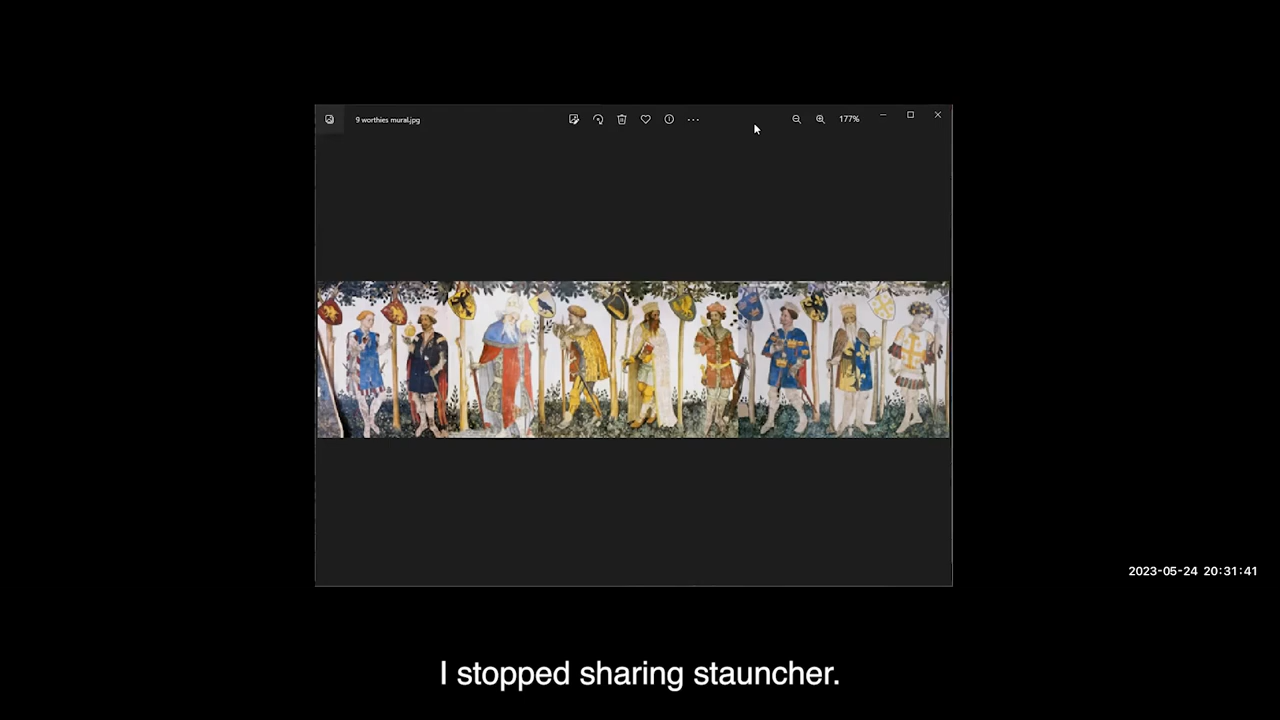 9 worthies mural.jpg
177%
2023-05-24 20:31:41
I stopped sharing stauncher.